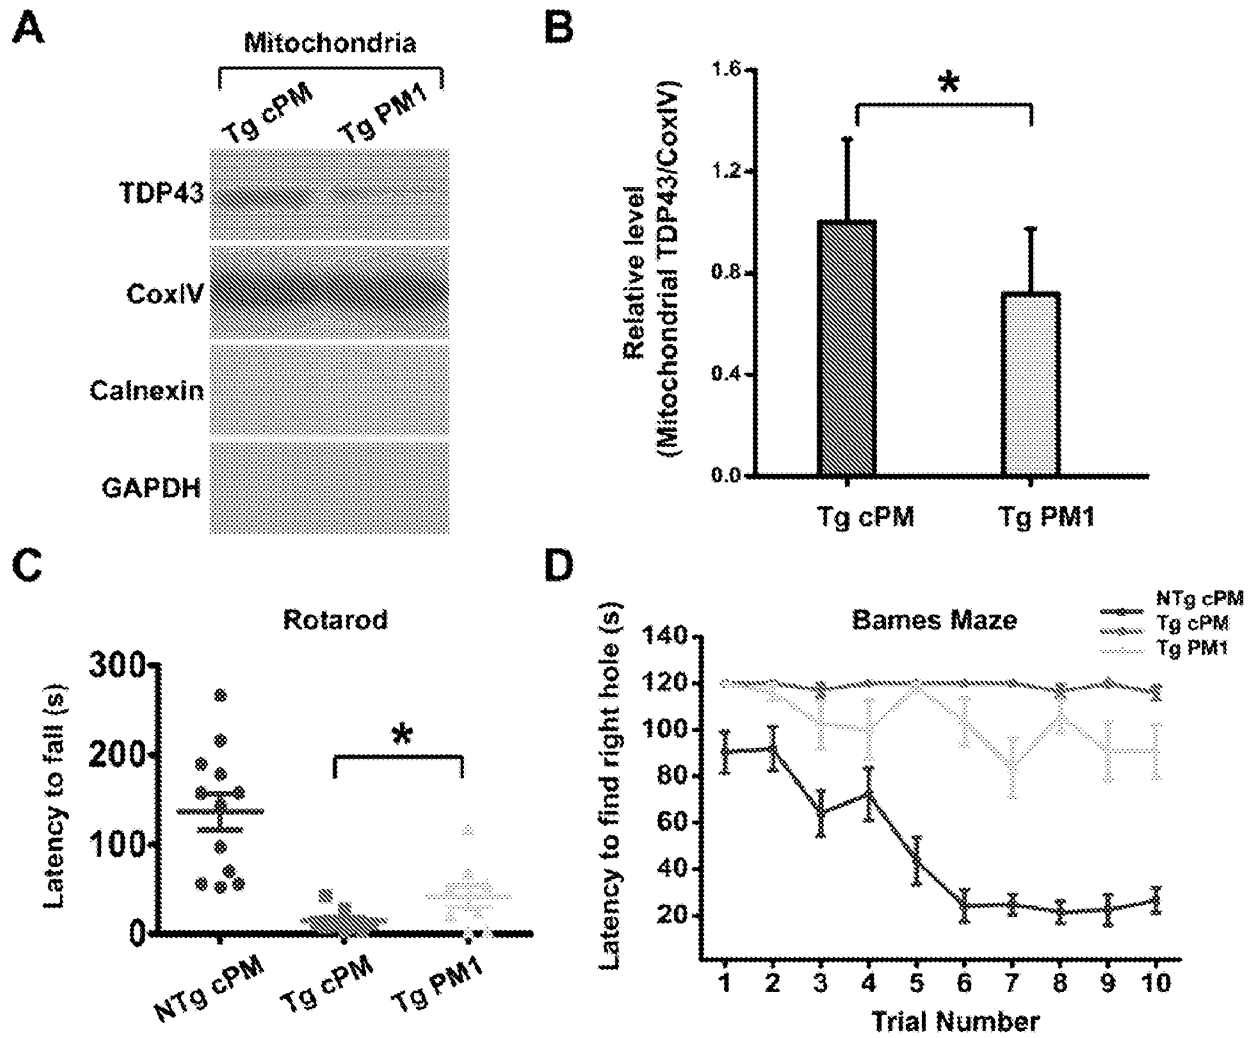 A
Mitochondria
Tg cPM
Tg PM1
TDP43
CoxIV
Calnexin
GAPDH
B
Relative level
(Mitochondrial TDP43/CoxIV)
1.6
*
1.2
0.8
0.4
0.0
Tg cPM
Tg PM1
C
Rotarod
Latency to fall (s)
300
200
100
0
*
NTg cPM
Tg cPM
Tg PM1
D
Bames Maze
NTg cPM
Tg cPM
Tg PM1
Latency to find right hole (s)
140
120
100
80
60
40
20
1 2 3 4 5 6 7 8 9 10
Trial Number